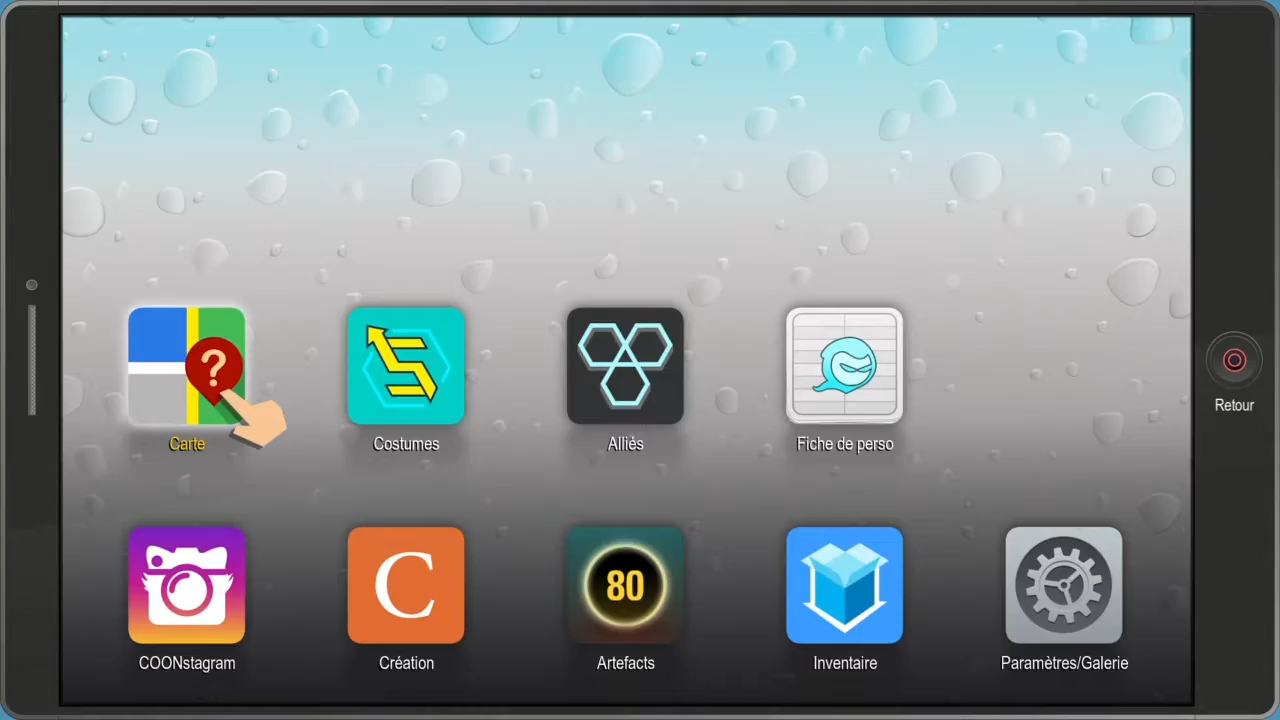 ?
Carte
Costumes
Alliés
Fiche de perso
Retour
C
80
COONstagram
Création
Artefacts
Inventaire
Paramètres/Galerie